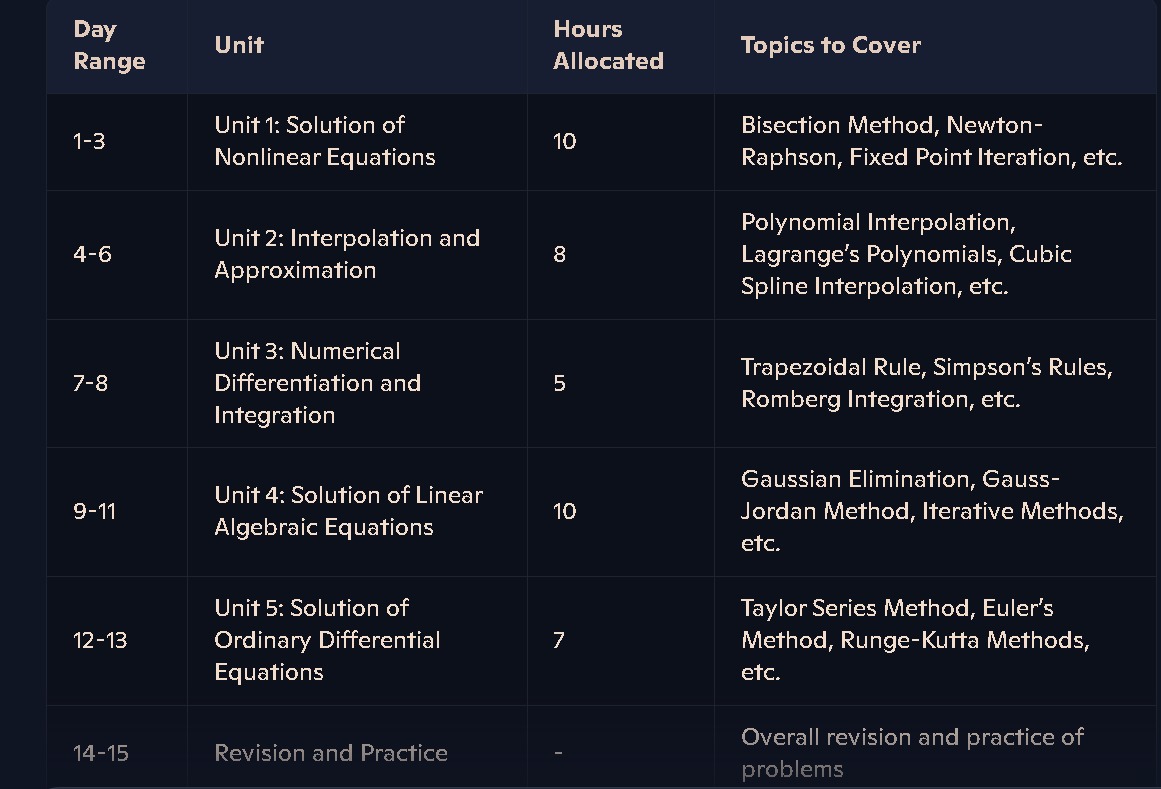 Day
Range
Unit
Hours
Allocated
Topics to Cover
1-3
Unit 1: Solution of
Nonlinear Equations
10
Bisection Method, Newton-
Raphson, Fixed Point Iteration, etc.
4-6
Unit 2: Interpolation and
Approximation
8
Polynomial Interpolation,
Lagrange’s Polynomials, Cubic
Spline Interpolation, etc.
7-8
Unit 3: Numerical
Differentiation and
Integration
5
Trapezoidal Rule, Simpson’s Rules,
Romberg Integration, etc.
9-11
Unit 4: Solution of Linear
Algebraic Equations
10
Gaussian Elimination, Gauss-
Jordan Method, Iterative Methods,
etc.
12-13
Unit 5: Solution of
Ordinary Differential
Equations
7
Taylor Series Method, Euler’s
Method, Runge-Kutta Methods,
etc.
14-15
Revision and Practice
-
Overall revision and practice of
problems